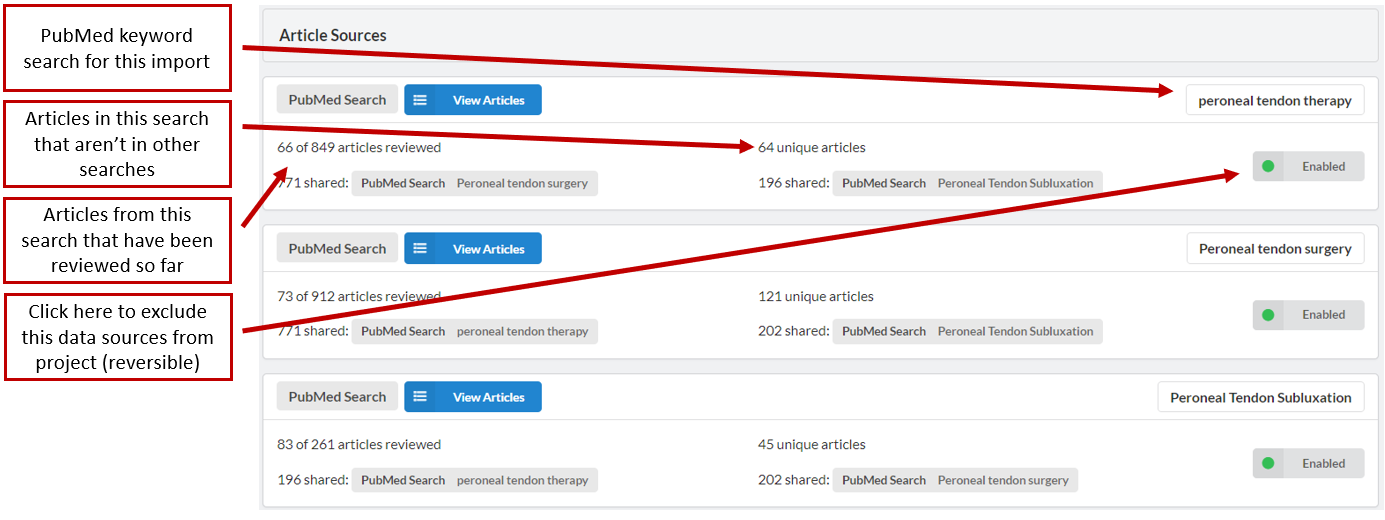 PubMed keyword
search for this import
Articles in this search
that aren't in other
searches
Articles from this
search that have been
reviewed so far
Click here to exclude
this data sources from
project (reversible)
Article Sources
PubMed Search View Articles peroneal tendon therapy
66 of 849 articles reviewed 64 unique articles
771 shared: PubMed Search Peroneal tendon surgery 196 shared: PubMed Search Peroneal Tendon Subluxation Enabled
PubMed Search View Articles Peroneal tendon surgery
73 of 912 articles reviewed 121 unique articles
771 shared: PubMed Search peroneal tendon therapy 202 shared: PubMed Search Peroneal Tendon Subluxation Enabled
PubMed Search View Articles Peroneal Tendon Subluxation
83 of 261 articles reviewed 45 unique articles
196 shared: PubMed Search peroneal tendon therapy 202 shared: PubMed Search Peroneal tendon surgery Enabled